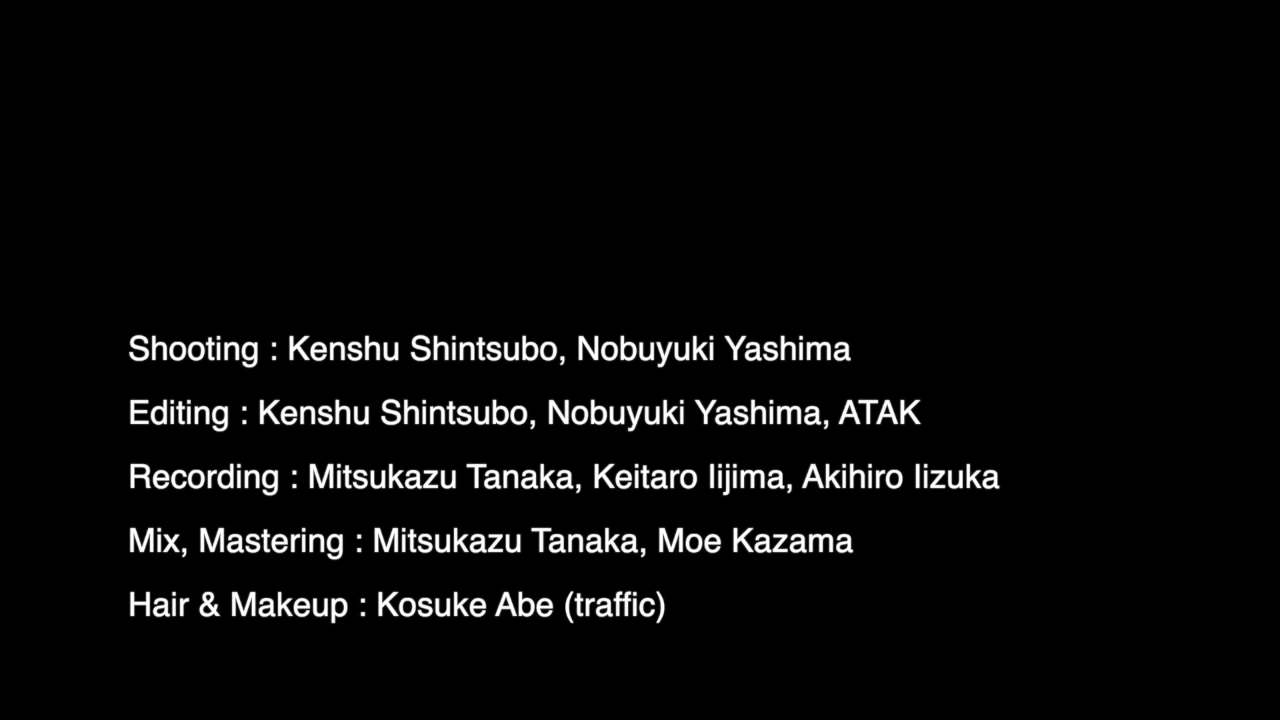 Shooting : Kenshu Shintsubo, Nobuyuki Yashima
Editing : Kenshu Shintsubo, Nobuyuki Yashima, ATAK
Recording : Mitsukazu Tanaka, Keitaro Iijima, Akihiro Iizuka
Mix, Mastering : Mitsukazu Tanaka, Moe Kazama
Hair & Makeup : Kosuke Abe (traffic)